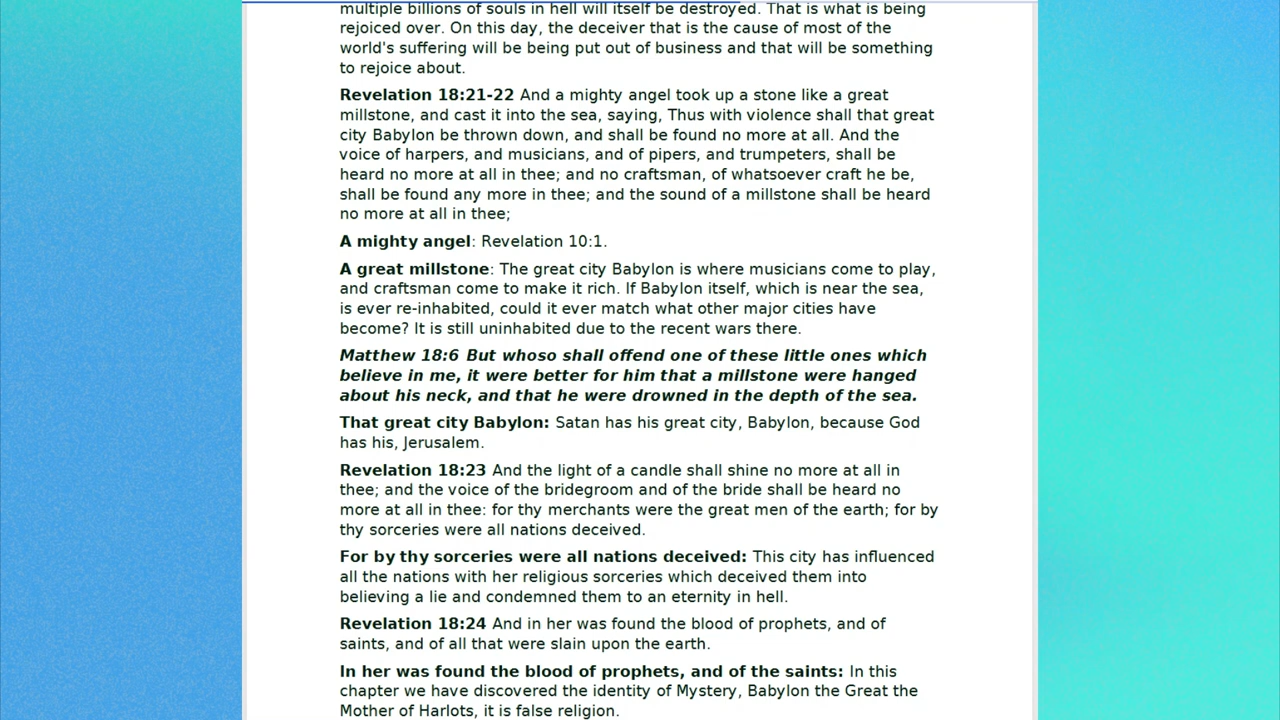 multiple billions of souls in hell will itself be destroyed. That is what is being
rejoiced over. On this day, the deceiver that is the cause of most of the
world's suffering will be being put out of business and that will be something
to rejoice about.
Revelation 18:21-22 And a mighty angel took up a stone like a great
millstone, and cast it into the sea, saying, Thus with violence shall that great
city Babylon be thrown down, and shall be found no more at all. And the
voice of harpers, and musicians, and of pipers, and trumpeters, shall be
heard no more at all in thee; and no craftsman, of whatsoever craft he be,
shall be found any more in thee; and the sound of a millstone shall be heard
no more at all in thee;
A mighty angel: Revelation 10:1.
A great millstone: The great city Babylon is where musicians come to play,
and craftsman come to make it rich. If Babylon itself, which is near the sea,
is ever re-inhabited, could it ever match what other major cities have
become? It is still uninhabited due to the recent wars there.
Matthew 18:6 But whoso shall offend one of these little ones which
believe in me, it were better for him that a millstone were hanged
about his neck, and that he were drowned in the depth of the sea.
That great city Babylon: Satan has his great city, Babylon, because God
has his, Jerusalem.
Revelation 18:23 And the light of a candle shall shine no more at all in
thee; and the voice of the bridegroom and of the bride shall be heard no
more at all in thee: for thy merchants were the great men of the earth; for by
thy sorceries were all nations deceived.
For by thy sorceries were all nations deceived: This city has influenced
all the nations with her religious sorceries which deceived them into
believing a lie and condemned them to an eternity in hell.
Revelation 18:24 And in her was found the blood of prophets, and of
saints, and of all that were slain upon the earth.
In her was found the blood of prophets, and of the saints: In this
chapter we have discovered the identity of Mystery, Babylon the Great the
Mother of Harlots, it is false religion.